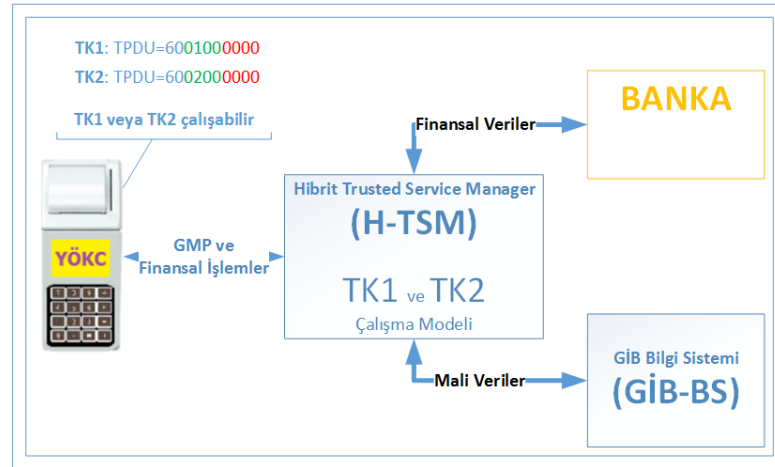 TK1: TPDU=6001000000
TK2: TPDU=6002000000
TK1 veya TK2 çalışabilir
YÖKC
GMP ve
Finansal İşlemler
Finansal Veriler
BANKA
Hibrit Trusted Service Manager
(H-TSM)
TK1 ve TK2
Çalışma Modeli
Mali Veriler
GİB Bilgi Sistemi
(GİB-BS)